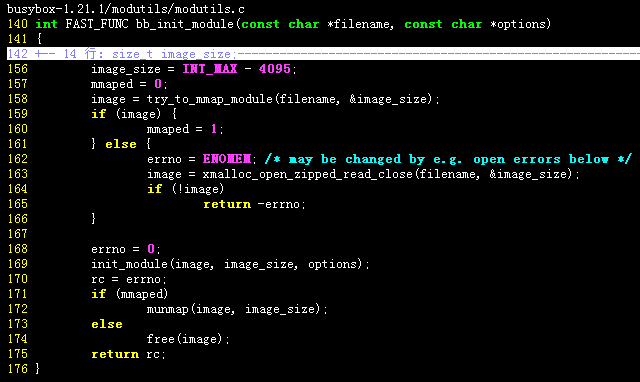 busybox-1.21.1/modutils/modutils.c
140 int FAST_FUNC bb_init_module(const char *filename, const char *options)
141 {
142 +-- 14 行: size_t image_size;
156         image_size = INT_MAX - 4095;
157         mmaped = 0;
158         image = try_to_mmap_module(filename, &image_size);
159         if (image) {
160                 mmaped = 1;
161         } else {
162                 errno = ENOMEM; /* may be changed by e.g. open errors below */
163                 image = xmalloc_open_zipped_read_close(filename, &image_size);
164                 if (!image)
165                         return -errno;
166         }
167
168         errno = 0;
169         init_module(image, image_size, options);
170         rc = errno;
171         if (mmaped)
172                 munmap(image, image_size);
173         else
174                 free(image);
175         return rc;
176 }